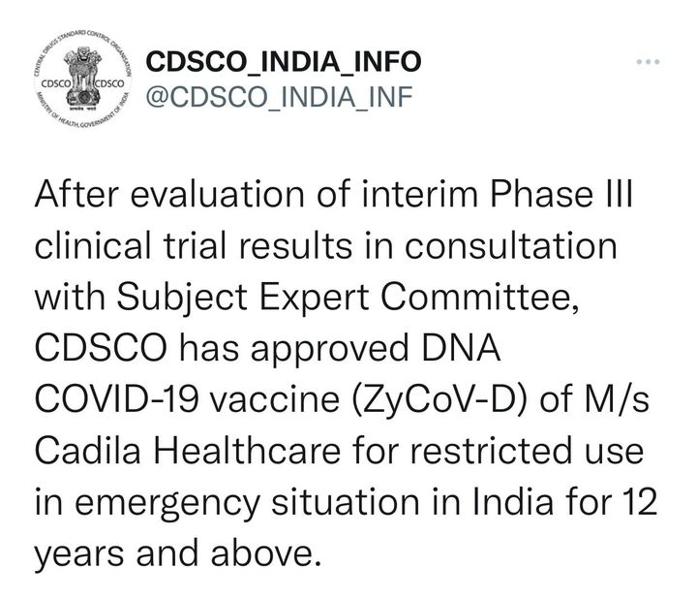 CENTRAL DRUGS STANDARD CONTROL ORGANISATION
CDSCO CDSCO
MINISTRY OF HEALTH, GOVERNMENT OF INDIA
CDSCO_INDIA_INFO
@CDSCO_INDIA_INF
After evaluation of interim Phase III
clinical trial results in consultation
with Subject Expert Committee,
CDSCO has approved DNA
COVID-19 vaccine (ZyCoV-D) of M/s
Cadila Healthcare for restricted use
in emergency situation in India for 12
years and above.